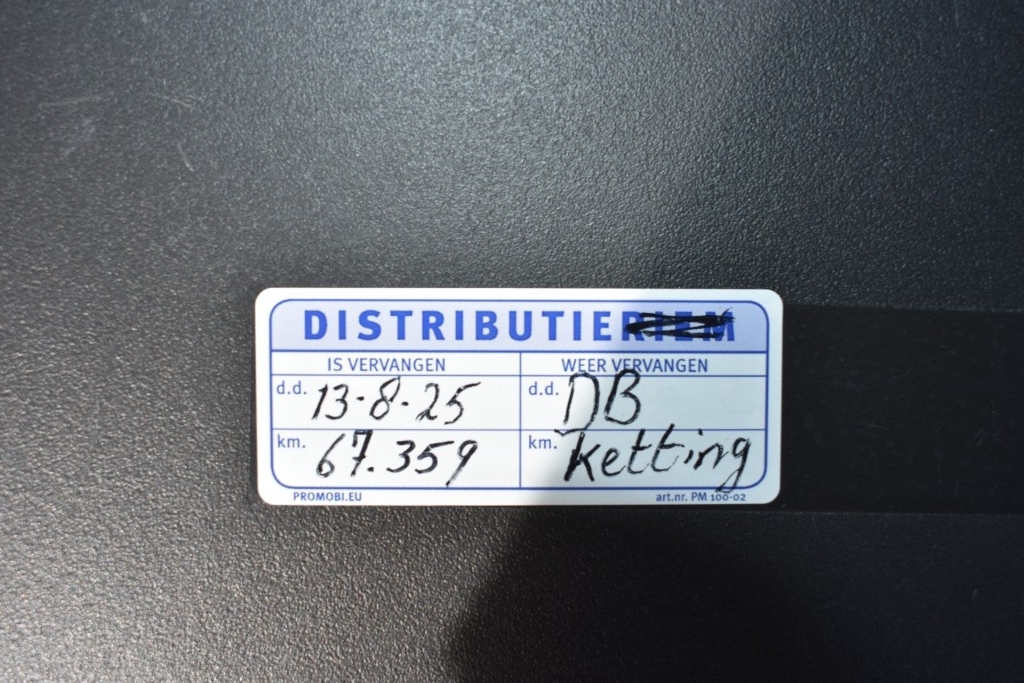 DISTRIBUTIERIEM
IS VERVANGEN WEER VERVANGEN
d.d. 13-8-25 d.d. DB
km. 67.359 km. ketting
PROMOBI.EU art.nr. PM 100-02